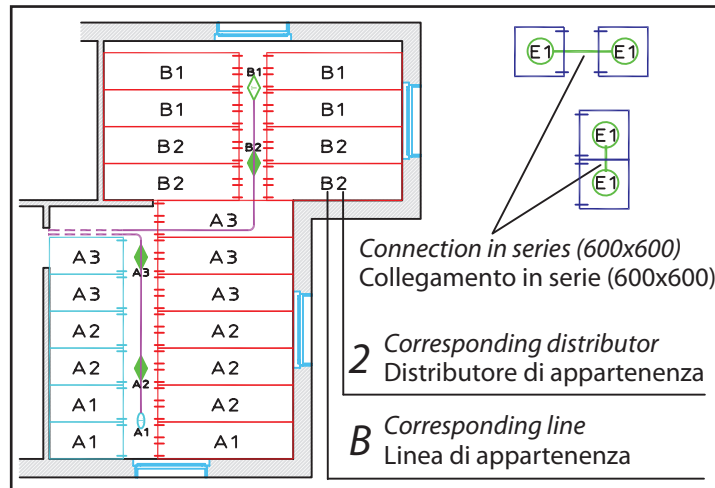 B1 B1 B1
B1 B1
B2 B2 B2
B2 B2
A3
A3 A3 A3
A3 A3
A2 A2
A2 A2 A2
A1 A2
A1 A1 A1
E1 E1
E1
E1
Connection in series (600x600)
Collegamento in serie (600x600)
2 Corresponding distributor
Distributore di appartenenza
B Corresponding line
Linea di appartenenza